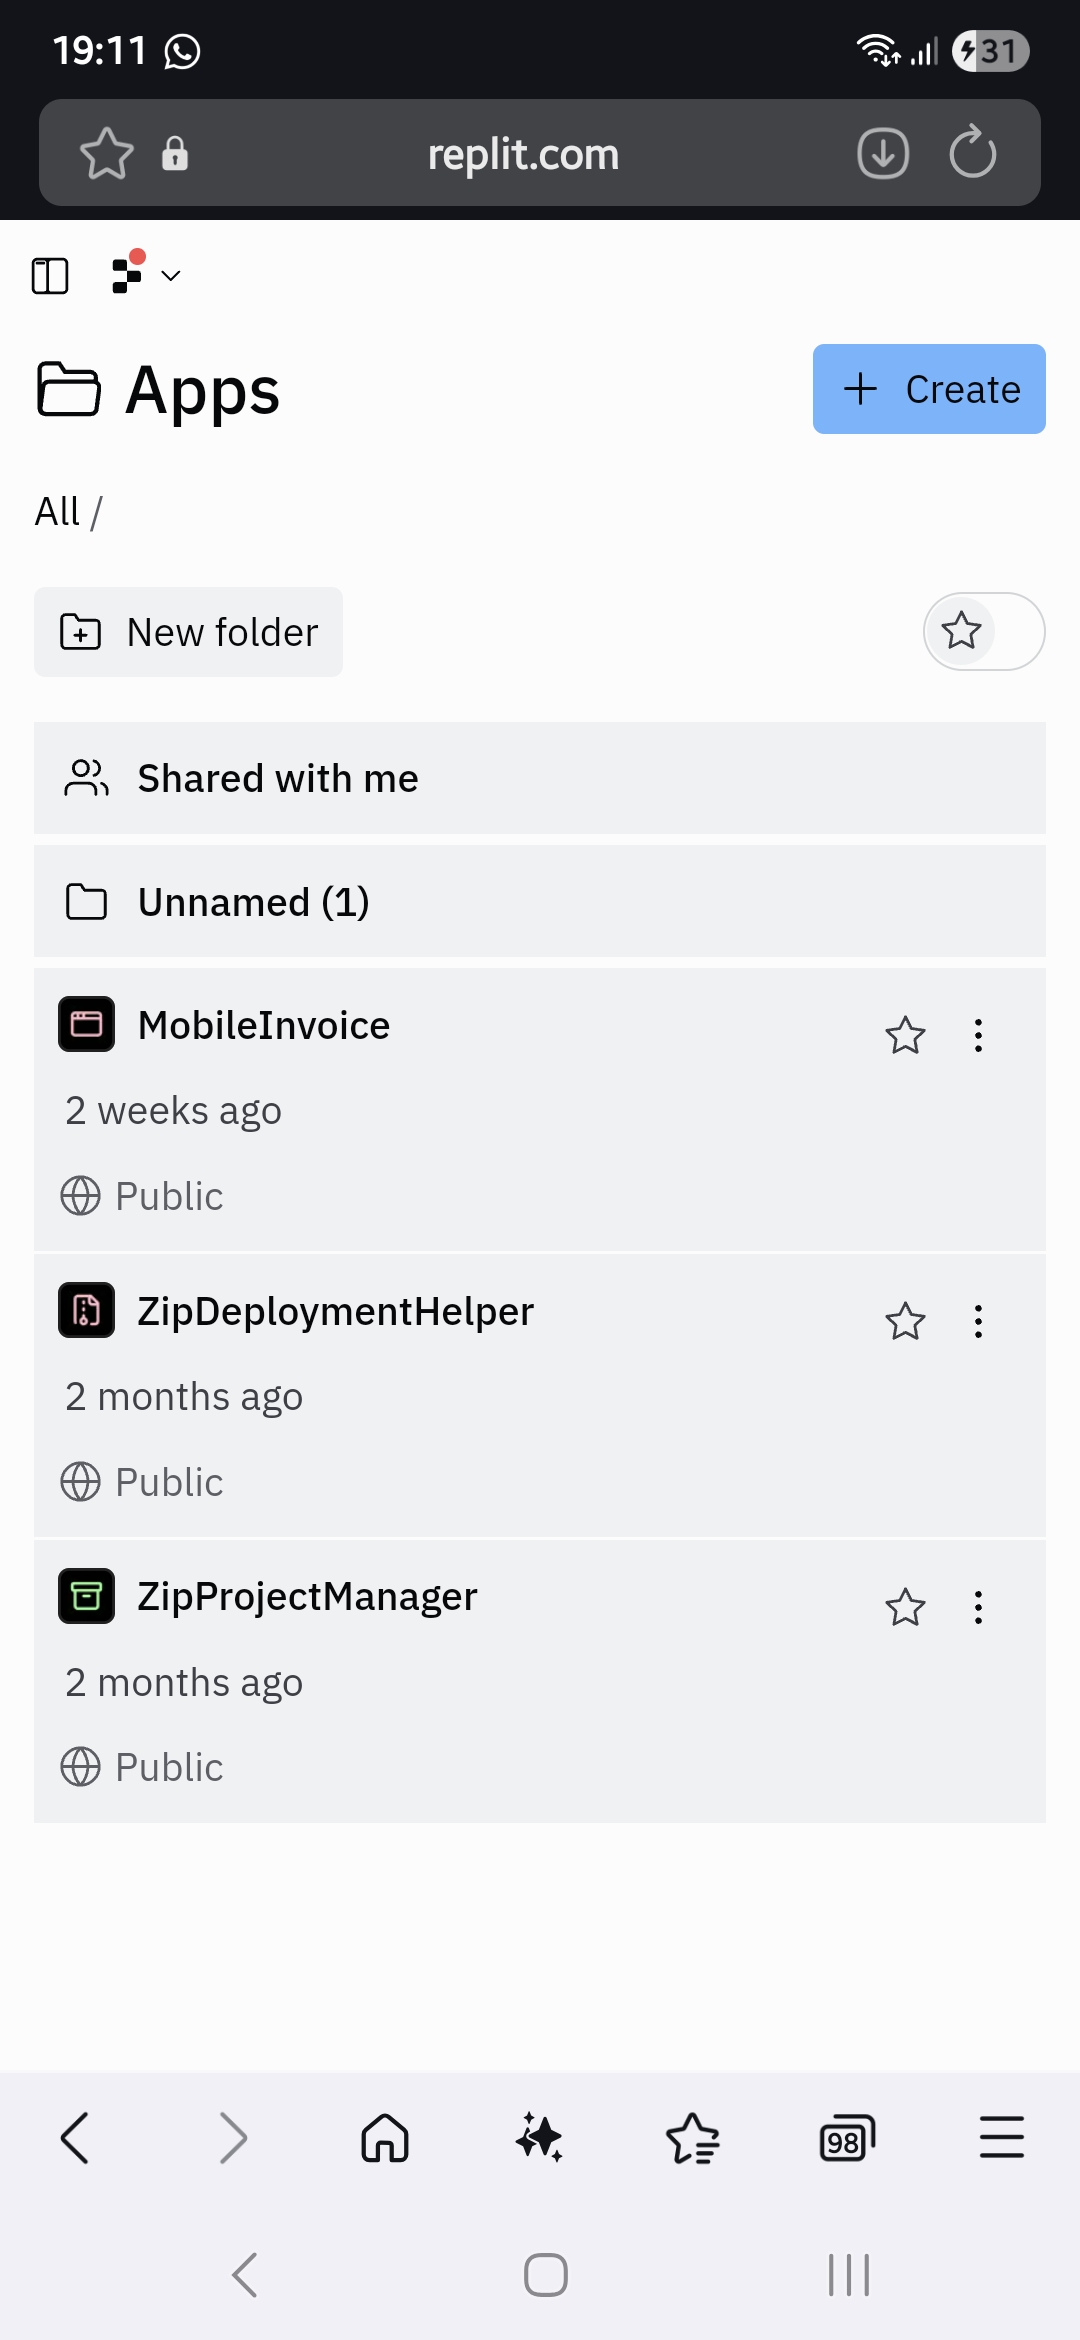 19:11
31
replit.com
Apps
Create
All /
New folder
Shared with me
Unnamed (1)
MobileInvoice
2 weeks ago
Public
ZipDeploymentHelper
2 months ago
Public
ZipProjectManager
2 months ago
Public
98